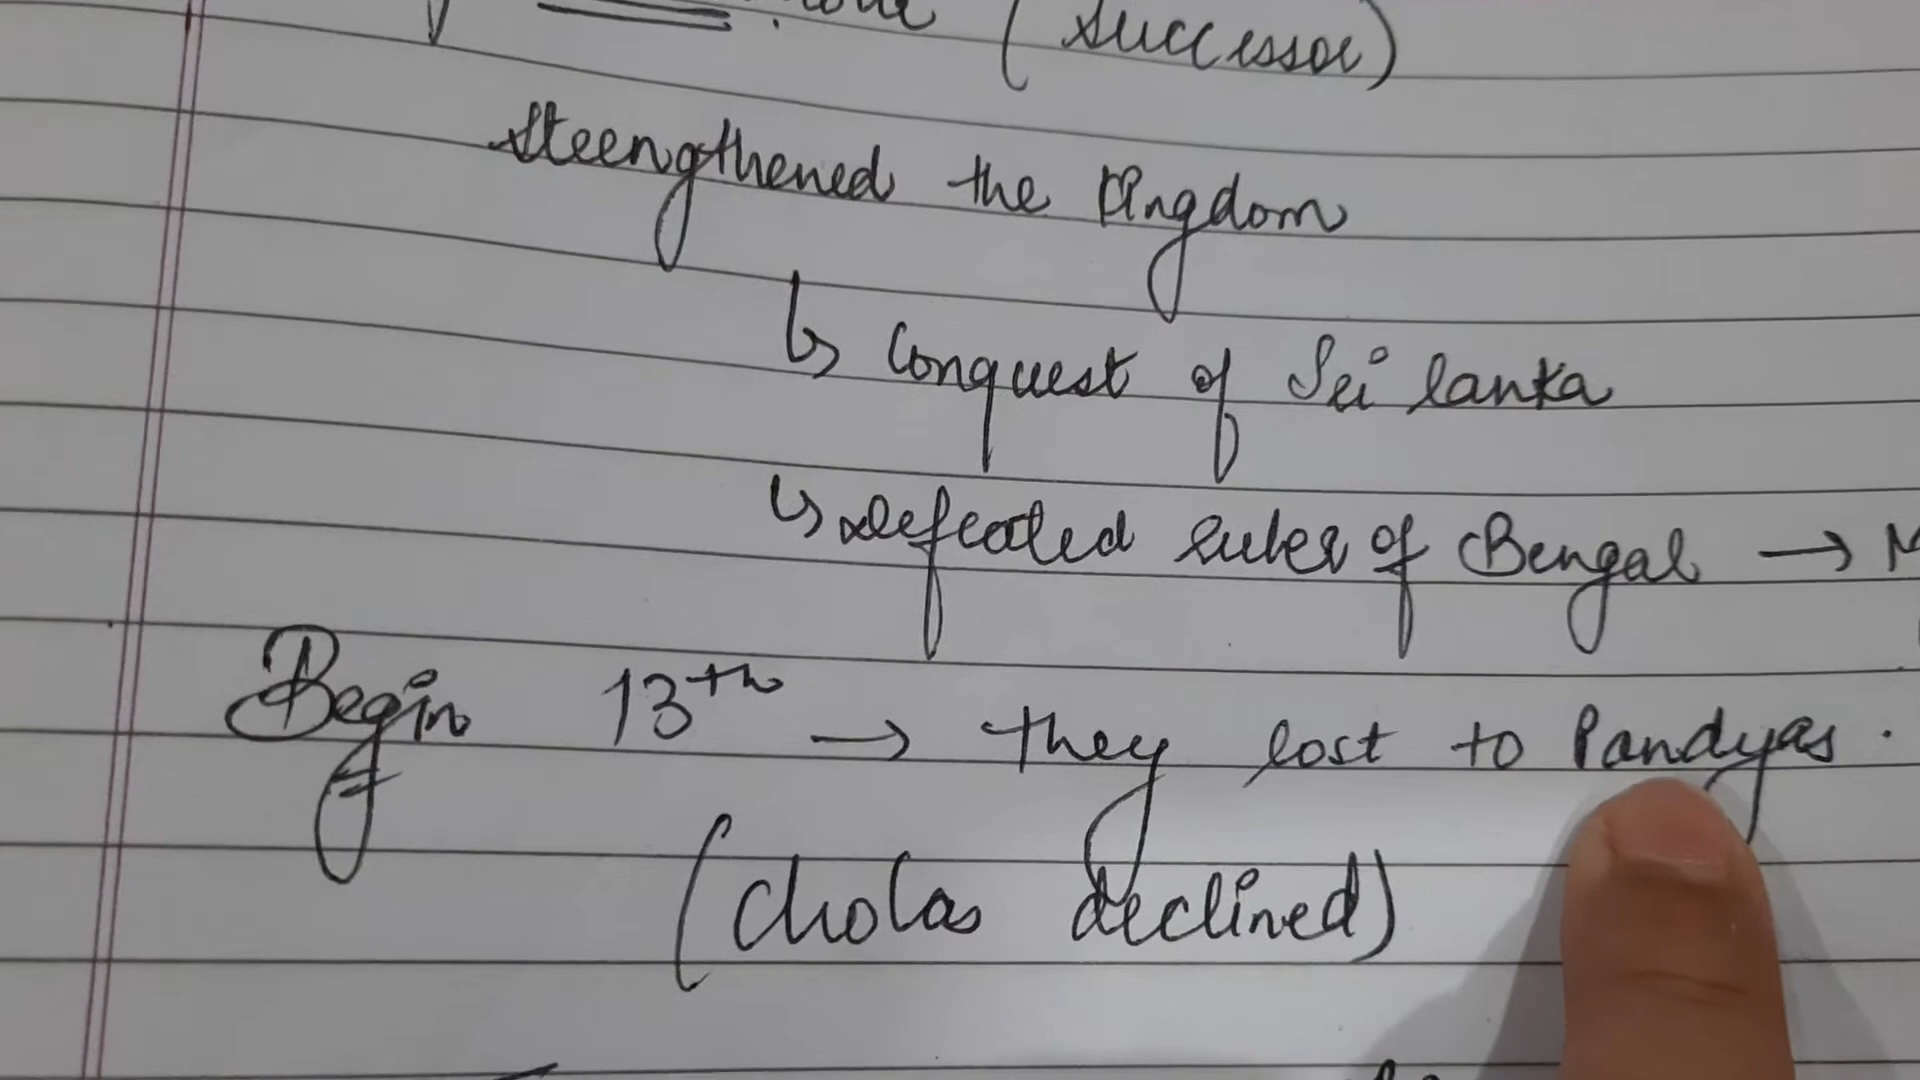 (successor)
strengthened the kingdom
↳ conquest of Sri lanka
↳ defeated ruler of Bengal →
Begin 13th → they lost to Pandyas.
(cholas declined)